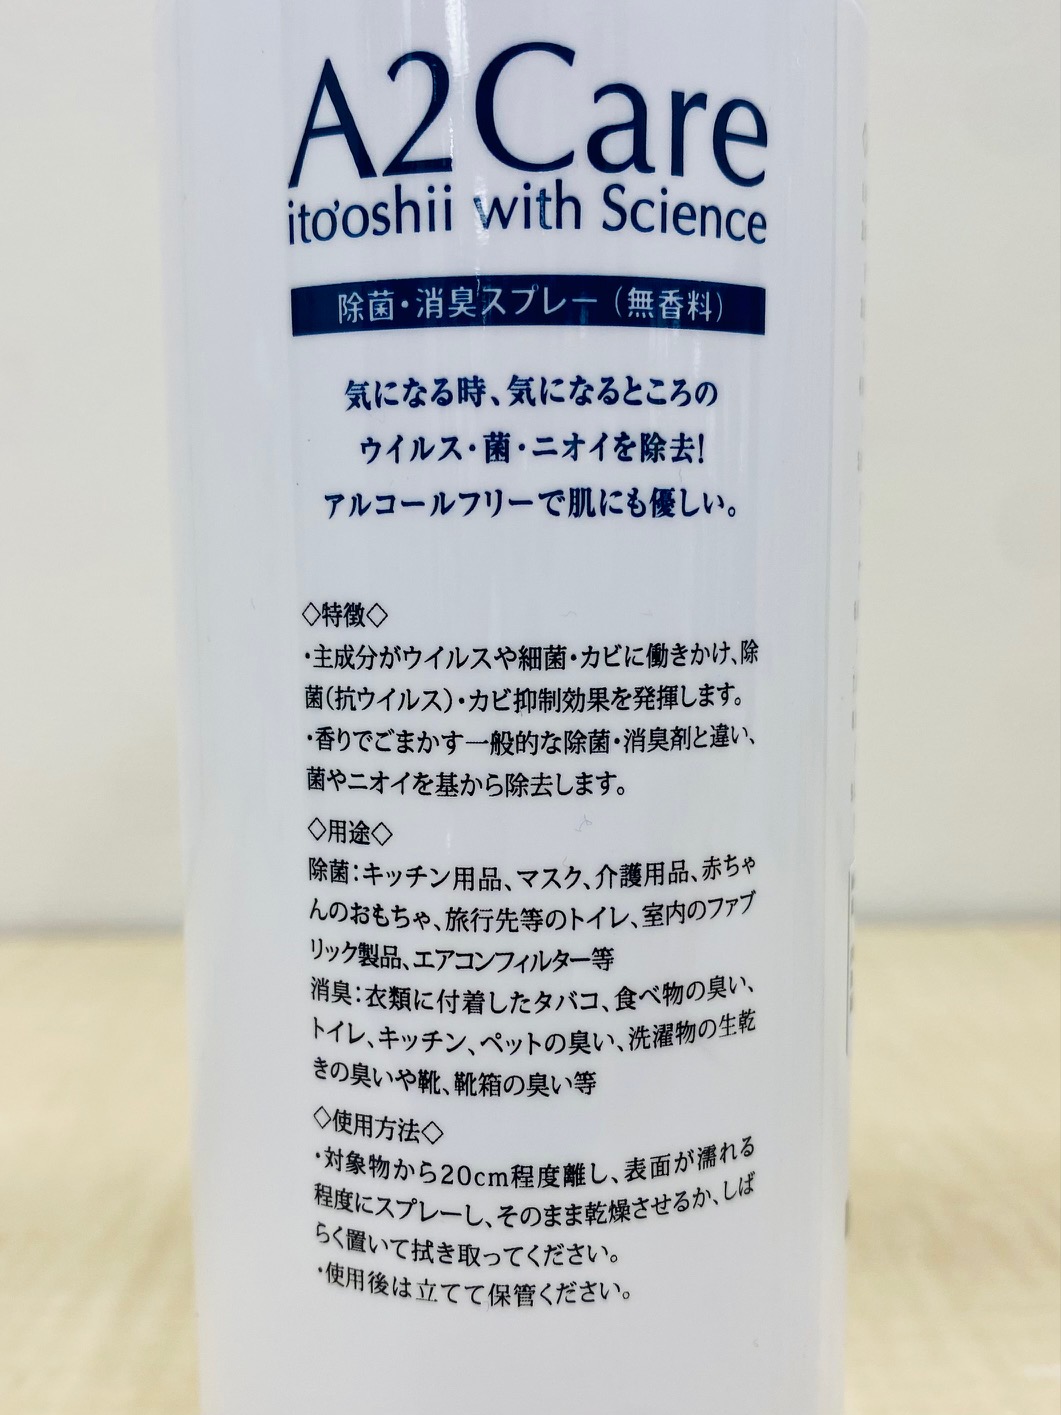 A2Care
ito'oshii with Science
除菌・消臭スプレー（無香料）
気になる時、気になるところの
ウイルス・菌・ニオイを除去！
アルコールフリーで肌にも優しい。
◇特徴◇
・主成分がウイルスや細菌・カビに働きかけ、除
菌（抗ウイルス）・カビ抑制効果を発揮します。
・香りでごまかす一般的な除菌・消臭剤と違い、
菌やニオイを基から除去します。
◇用途◇
除菌：キッチン用品、マスク、介護用品、赤ちゃ
んのおもちゃ、旅行先等のトイレ、室内のファブ
リック製品、エアコンフィルター等
消臭：衣類に付着したタバコ、食べ物の臭い、
トイレ、キッチン、ペットの臭い、洗濯物の生乾
きの臭いや靴、靴箱の臭い等
◇使用方法◇
・対象物から20cm程度離し、表面が濡れる
程度にスプレーし、そのまま乾燥させるか、しば
らく置いて拭き取ってください。
・使用後は立てて保管ください。